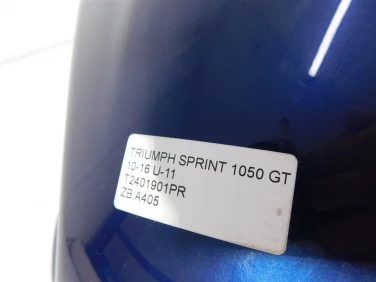 TRIUMPH SPRINT 1050 GT
10-16 U-11
T2401901PR
ZB.A405